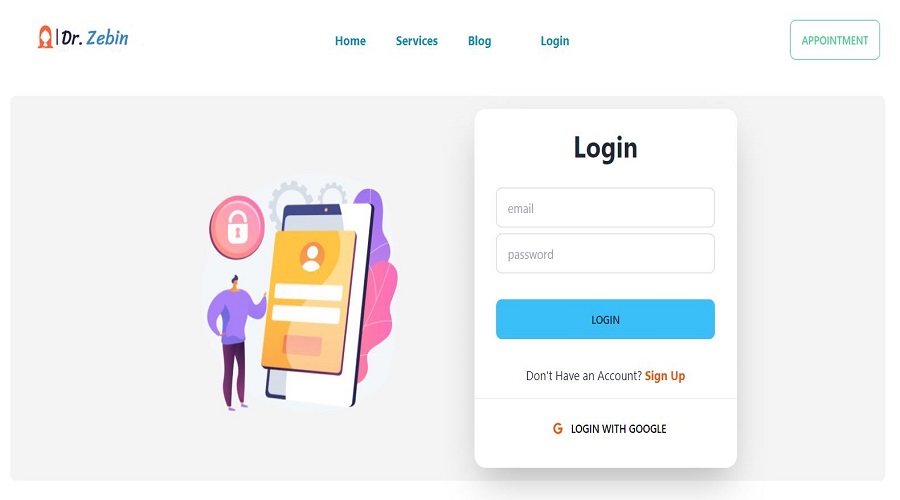 Dr. Zebin
Home Services Blog Login
APPOINTMENT
Login
email
password
LOGIN
Don't Have an Account? Sign Up
G LOGIN WITH GOOGLE